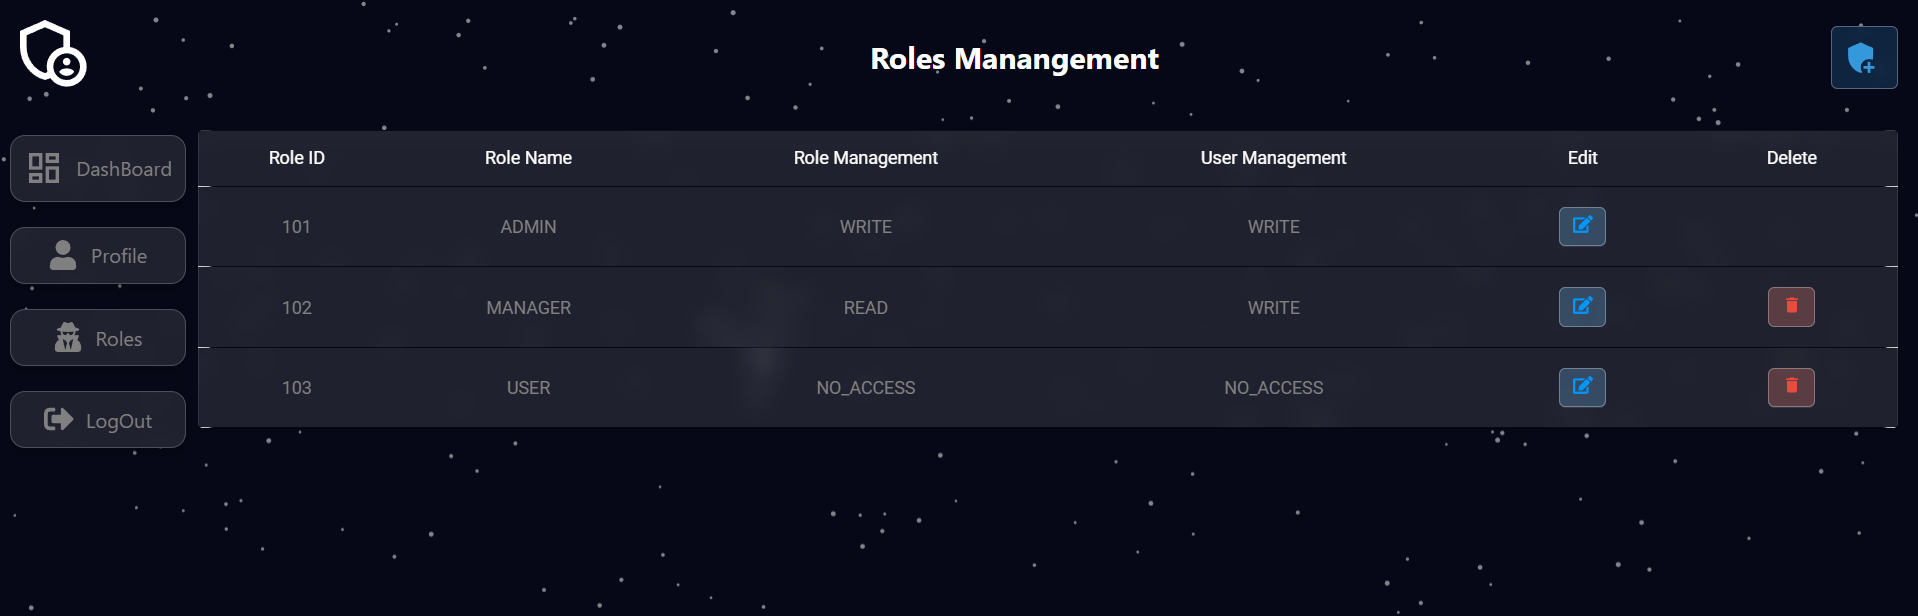 Roles Manangement
DashBoard
Profile
Roles
LogOut
Role ID Role Name Role Management User Management Edit Delete
101 ADMIN WRITE WRITE
102 MANAGER READ WRITE
103 USER NO_ACCESS NO_ACCESS